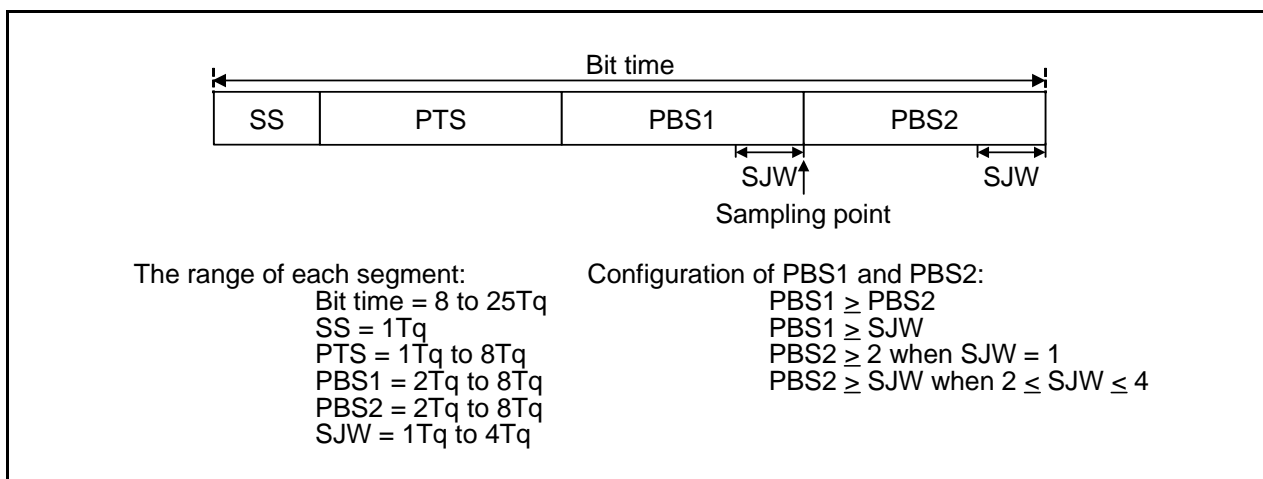 Bit time
SS PTS PBS1 PBS2
SJW SJW
Sampling point
The range of each segment:
Bit time = 8 to 25Tq
SS = 1Tq
PTS = 1Tq to 8Tq
PBS1 = 2Tq to 8Tq
PBS2 = 2Tq to 8Tq
SJW = 1Tq to 4Tq
Configuration of PBS1 and PBS2:
PBS1 ≥ PBS2
PBS1 ≥ SJW
PBS2 ≥ 2 when SJW = 1
PBS2 ≥ SJW when 2 ≤ SJW ≤ 4